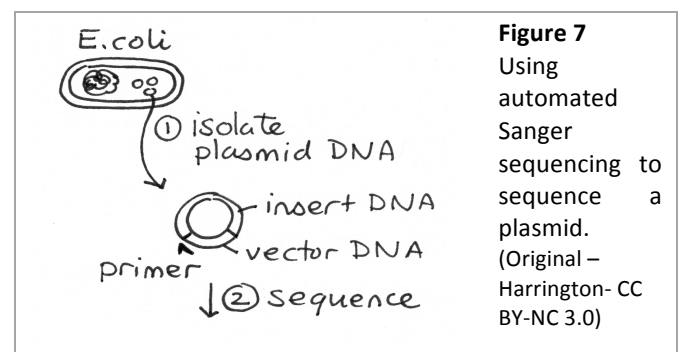 E.coli
① isolate
plasmid DNA
insert DNA
vector DNA
primer
② sequence
Figure 7
Using
automated
Sanger
sequencing to
sequence a
plasmid.
(Original –
Harrington- CC
BY-NC 3.0)